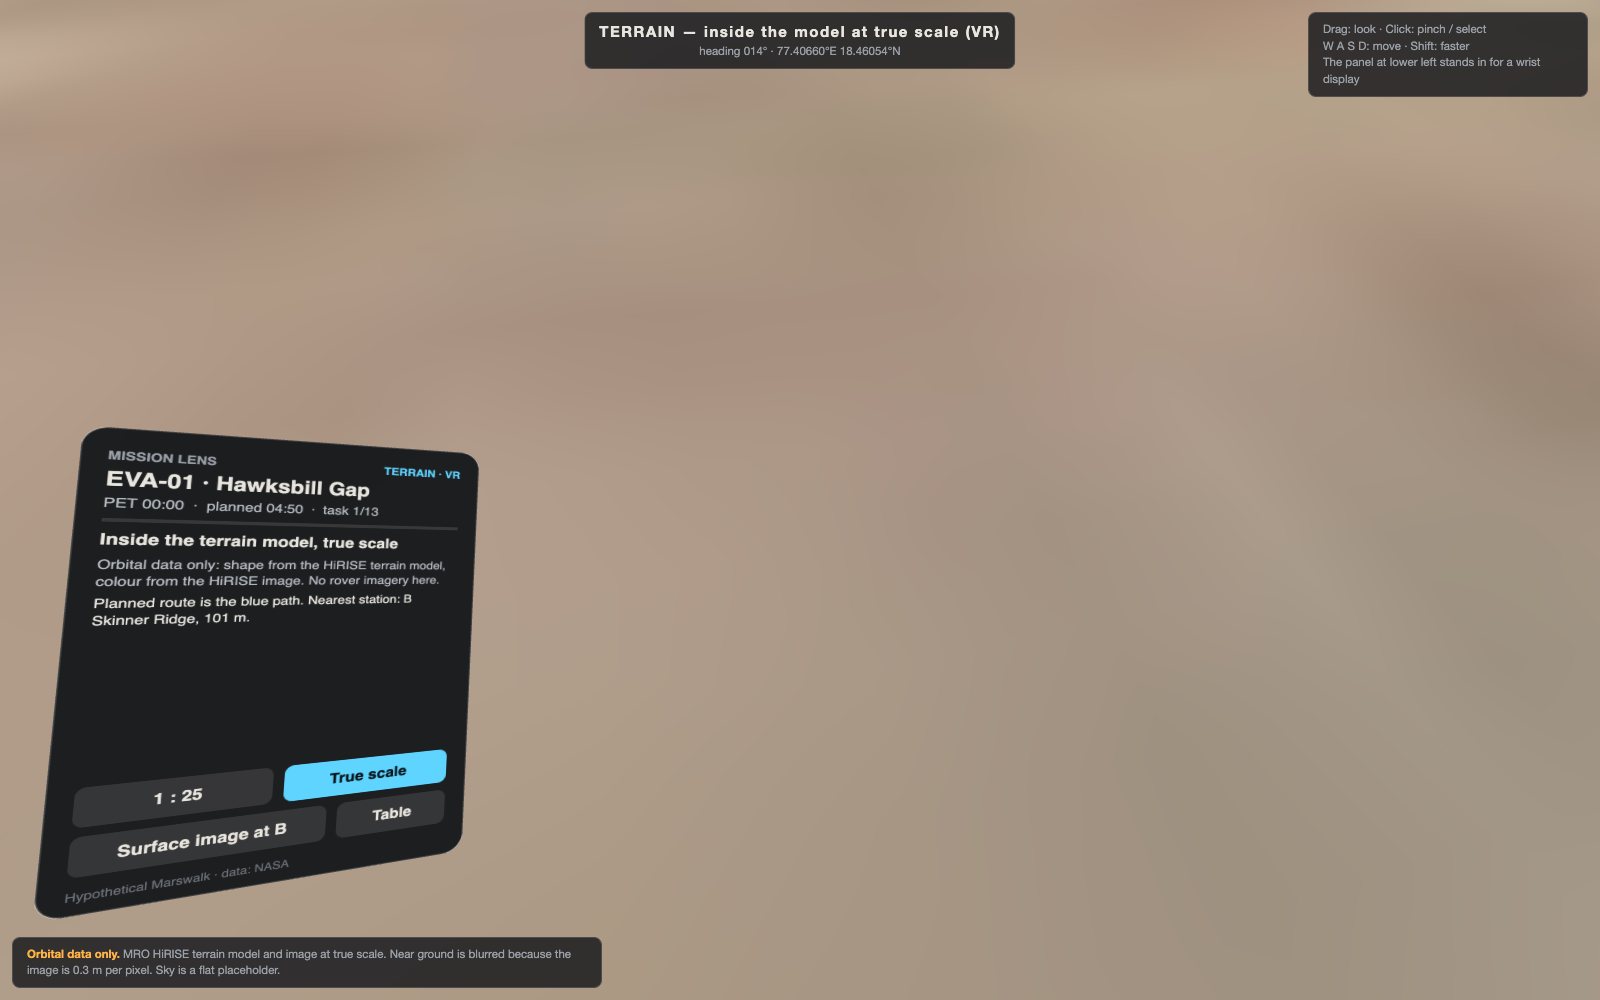 TERRAIN — inside the model at true scale (VR)
heading 014° · 77.40660°E 18.46054°N
Drag: look · Click: pinch / select
W A S D: move · Shift: faster
The panel at lower left stands in for a wrist
display
MISSION LENS
TERRAIN · VR
EVA-01 · Hawksbill Gap
PET 00:00 · planned 04:50 · task 1/13
Inside the terrain model, true scale
Orbital data only: shape from the HiRISE terrain model,
colour from the HiRISE image. No rover imagery here.
Planned route is the blue path. Nearest station: B
Skinner Ridge, 101 m.
1 : 25
True scale
Surface image at B
Table
Hypothetical Marswalk · data: NASA
Orbital data only. MRO HiRISE terrain model and image at true scale. Near ground is blurred because the
image is 0.3 m per pixel. Sky is a flat placeholder.